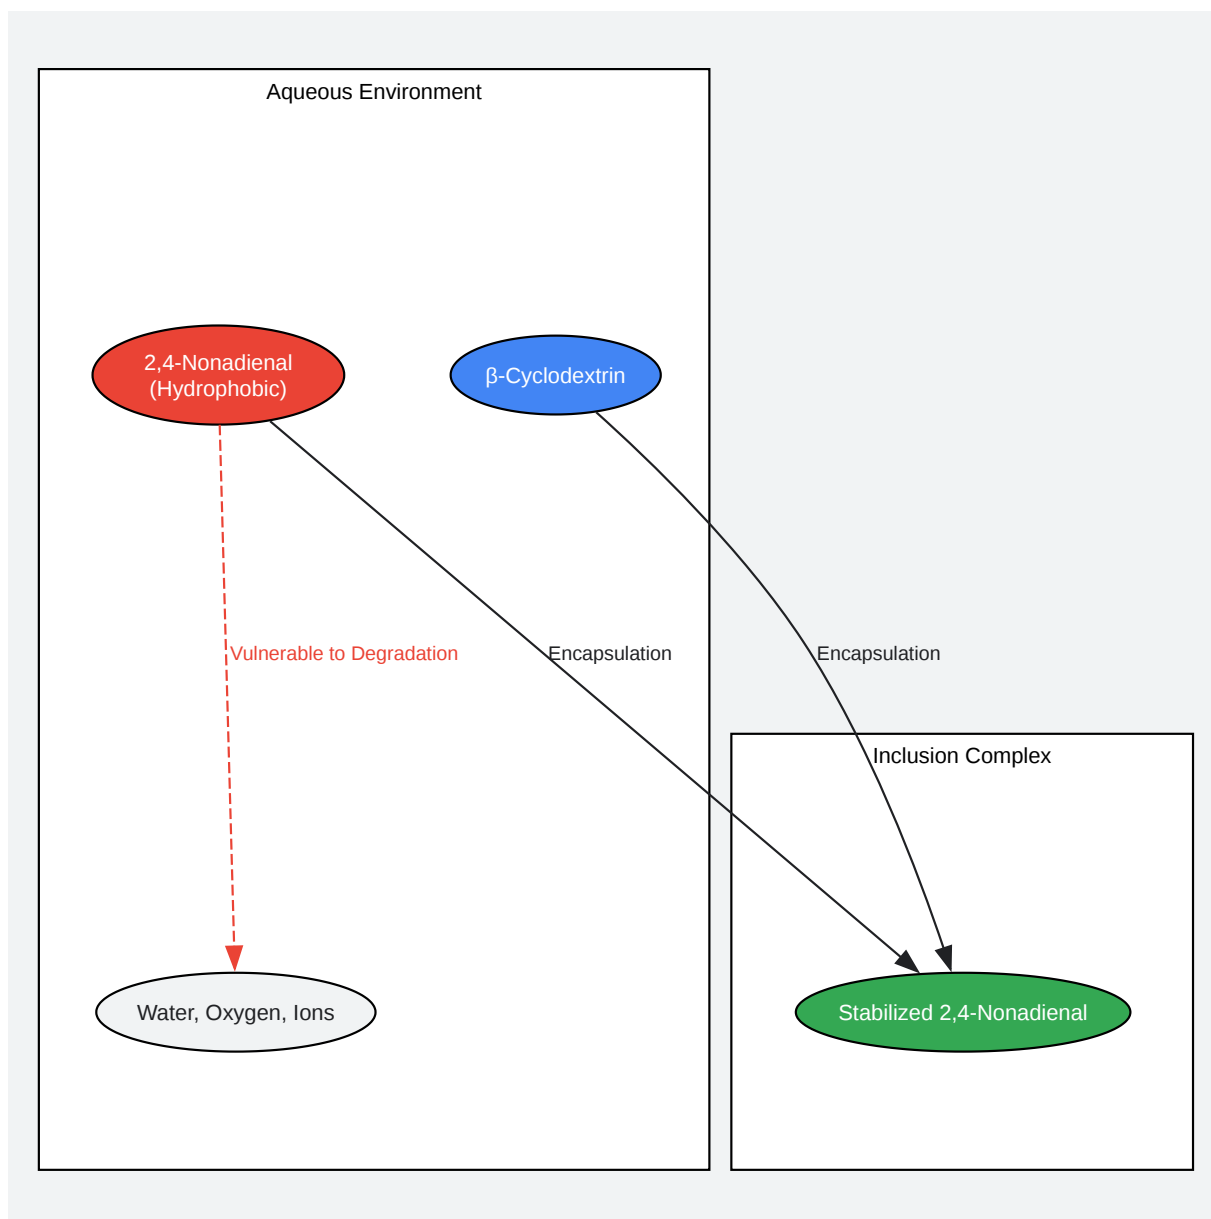 Aqueous Environment
2,4-Nonadienal
(Hydrophobic)
β-Cyclodextrin
Vulnerable to Degradation
Encapsulation
Encapsulation
Inclusion Complex
Water, Oxygen, Ions
Stabilized 2,4-Nonadienal